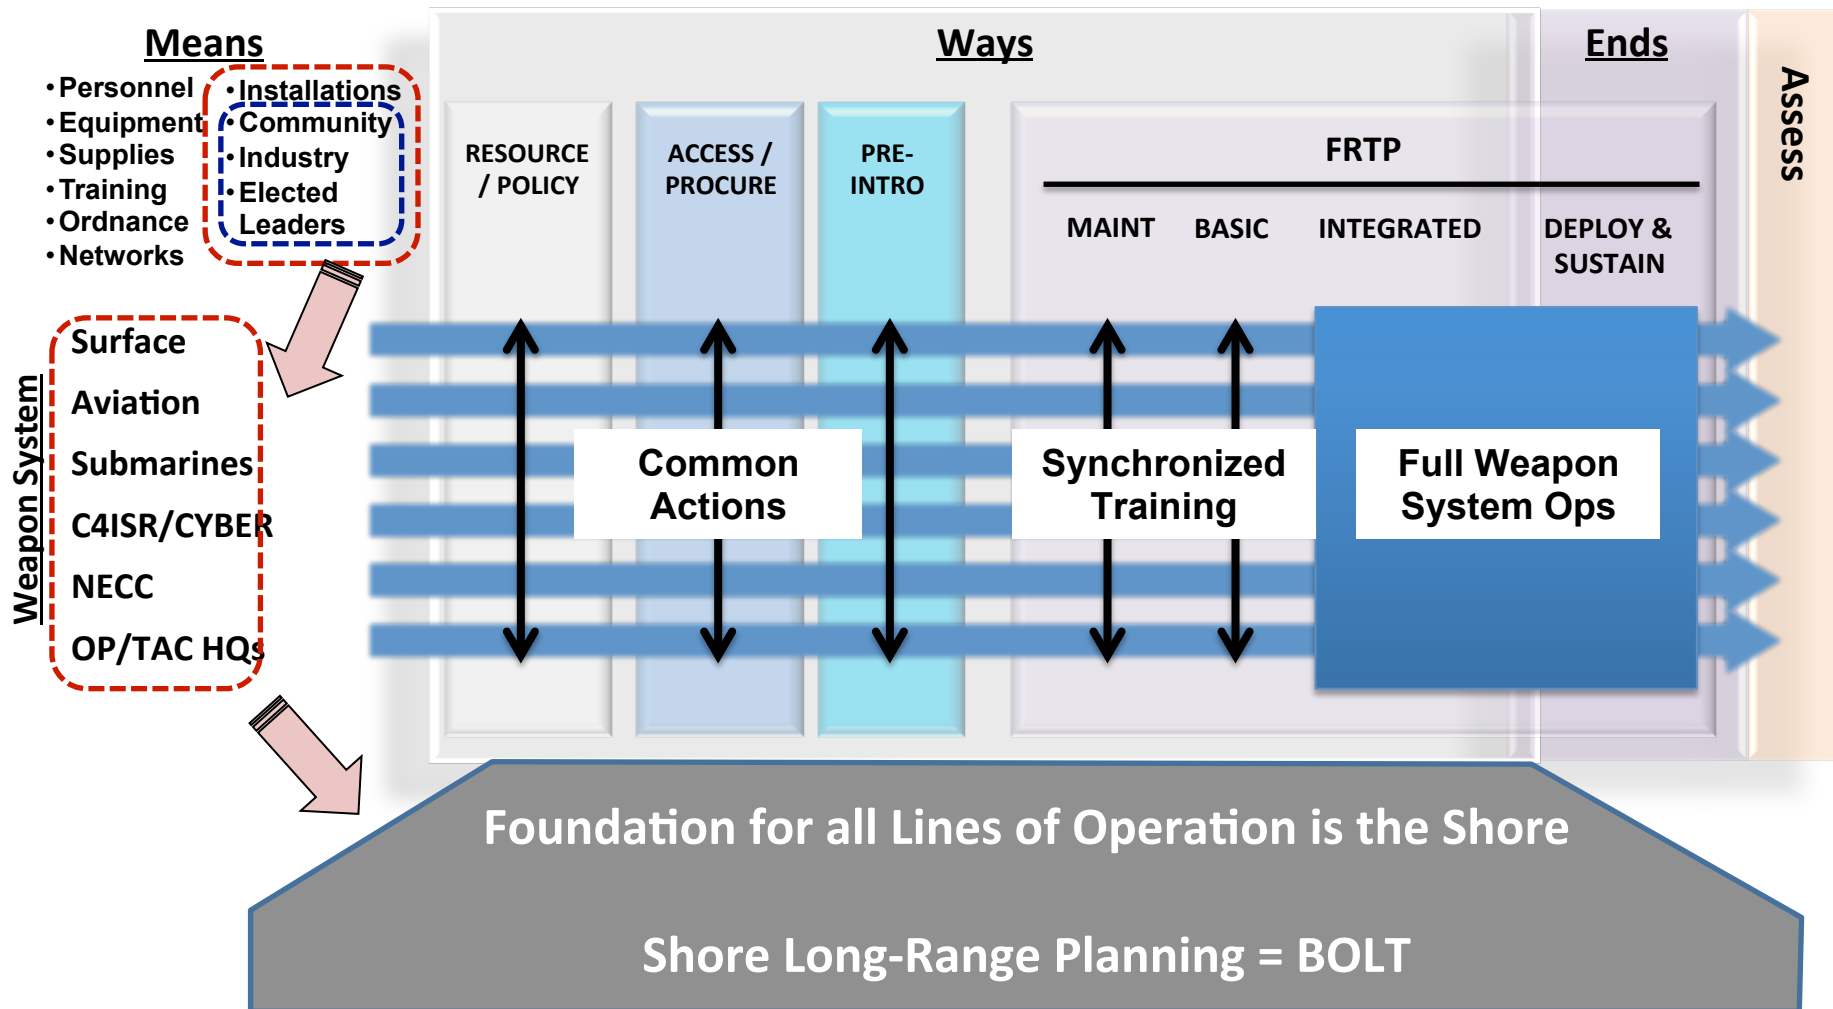 Means
• Personnel
• Equipment
• Supplies
• Training
• Ordnance
• Networks
• Installations
• Community
• Industry
• Elected
Leaders
Ways
Ends
Assess
RESOURCE
/ POLICY
ACCESS /
PROCURE
PRE-
INTRO
FRTP
MAINT
BASIC
INTEGRATED
DEPLOY &
SUSTAIN
Weapon System
Surface
Aviation
Submarines
C4ISR/CYBER
NECC
OP/TAC HQs
Common
Actions
Synchronized
Training
Full Weapon
System Ops
Foundation for all Lines of Operation is the Shore
Shore Long-Range Planning = BOLT